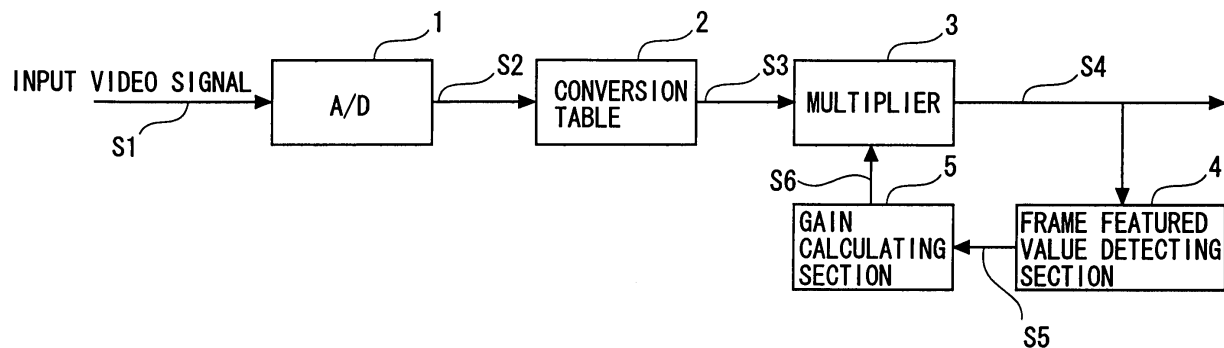 1
2
3
INPUT VIDEO SIGNAL
S1
A/D
S2
CONVERSION
TABLE
S3
MULTIPLIER
S4
S6
5
4
GAIN
CALCULATING
SECTION
FRAME FEATURED
VALUE DETECTING
SECTION
S5